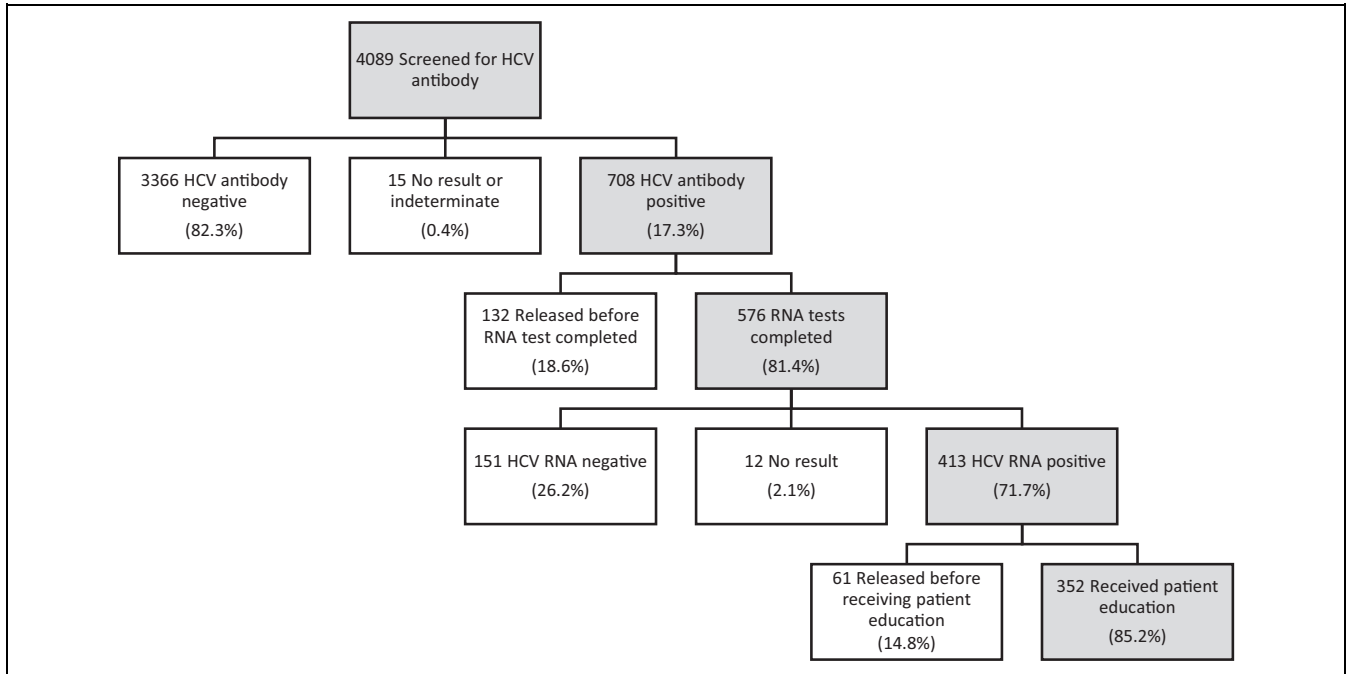 4089 Screened for HCV
antibody
3366 HCV antibody
negative
(82.3%)
15 No result or
indeterminate
(0.4%)
708 HCV antibody
positive
(17.3%)
132 Released before
RNA test completed
(18.6%)
576 RNA tests
completed
(81.4%)
151 HCV RNA negative
(26.2%)
12 No result
(2.1%)
413 HCV RNA positive
(71.7%)
61 Released before
receiving patient
education
(14.8%)
352 Received patient
education
(85.2%)